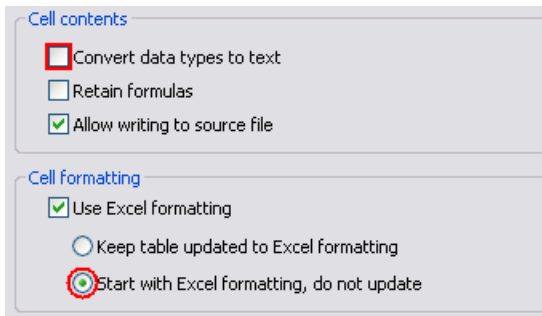 Cell contents
Convert data types to text
Retain formulas
Allow writing to source file
Cell formatting
Use Excel formatting
Keep table updated to Excel formatting
Start with Excel formatting, do not update